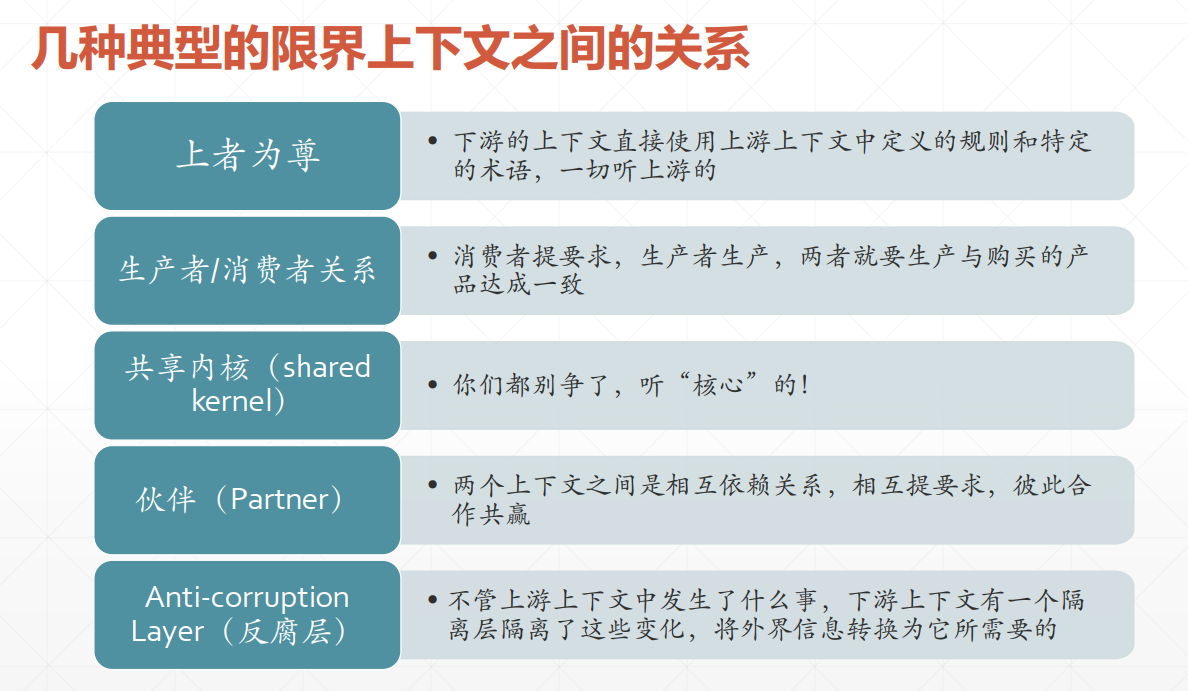 几种典型的限界上下文之间的关系
上者为尊
• 下游的上下文直接使用上游上下文中定义的规则和特定
的术语，一切听上游的
生产者/消费者关系
• 消费者提要求，生产者生产，两者就要生产与购买的产
品达成一致
共享内核（shared
kernel）
• 你们都别争了，听“核心”的！
伙伴（Partner）
• 两个上下文之间是相互依赖关系，相互提要求，彼此合
作共赢
Anti-corruption
Layer（反腐层）
• 不管上游上下文中发生了什么事，下游上下文有一个隔
离层隔离了这些变化，将外界信息转换为它所需要的